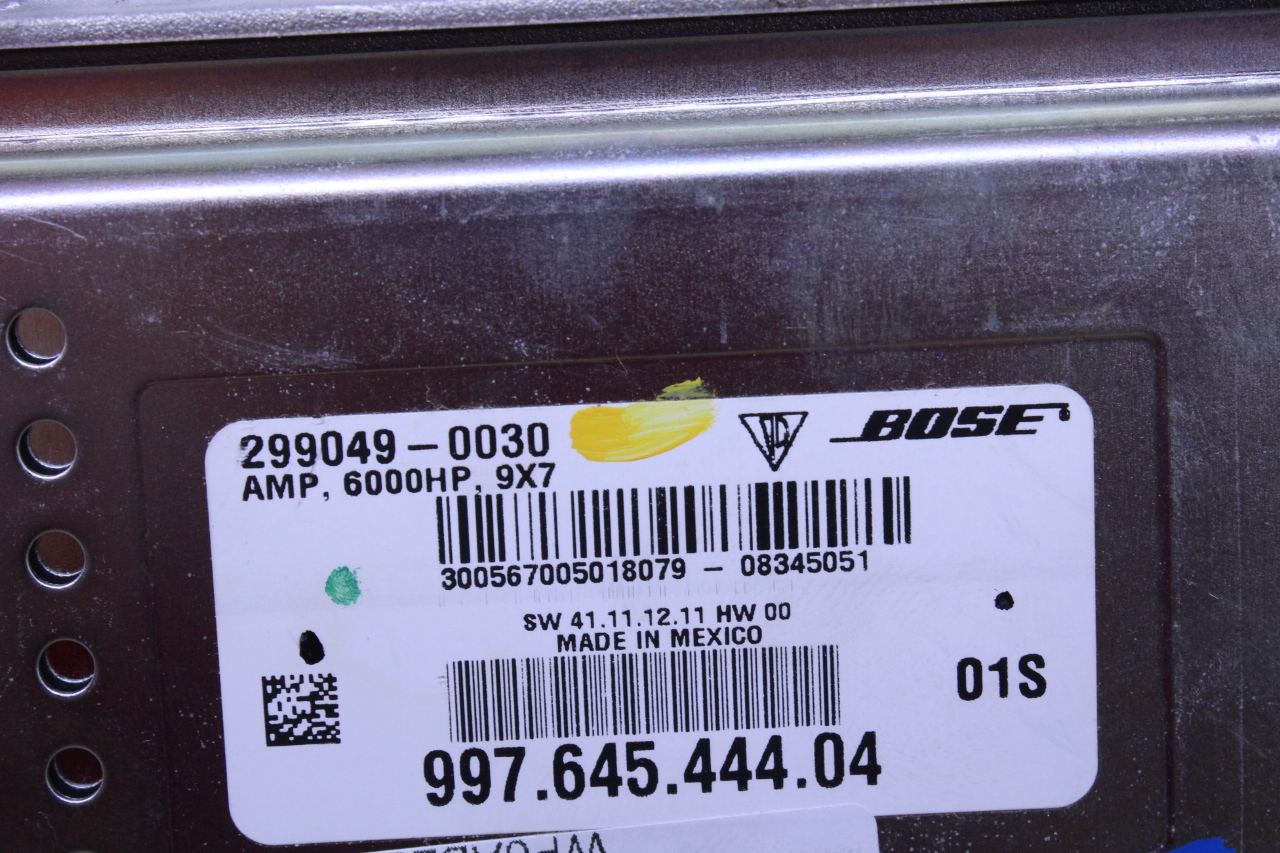 299049-0030
BOSE
AMP, 6000HP, 9X7
300567005018079 - 08345051
SW 41.11.12.11 HW 00
MADE IN MEXICO
01S
997.645.444.04